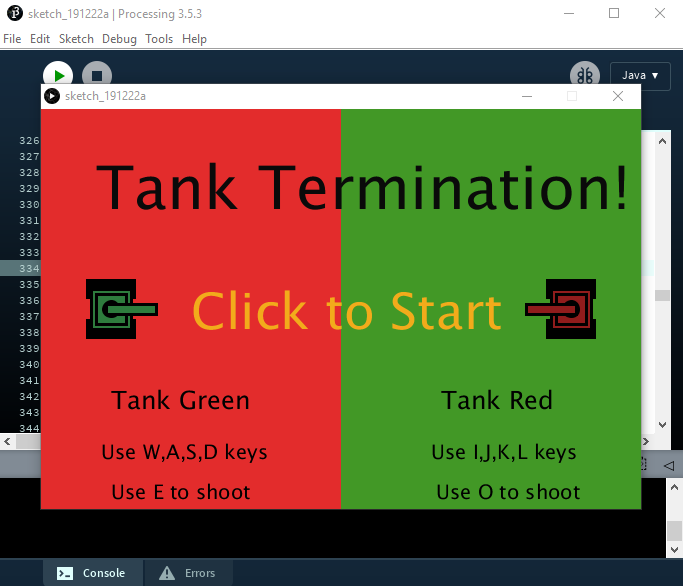 sketch_191222a | Processing 3.5.3
File Edit Sketch Debug Tools Help
Java ▼
sketch_191222a
326
327
328
329
330
331
332
333
334
335
336
337
338
339
340
341
342
343
344
Tank Termination!
Click to Start
Tank Green Tank Red
Use W,A,S,D keys Use I,J,K,L keys
Use E to shoot Use O to shoot
Console Errors